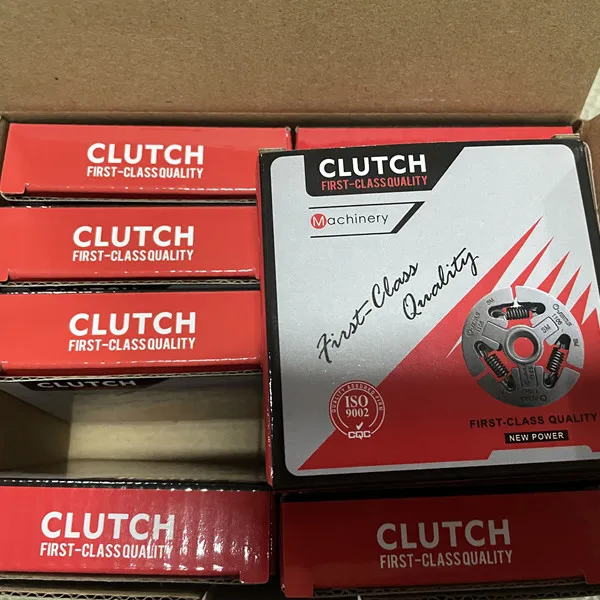 CLUTCH
FIRST-CLASS QUALITY
CLUTCH
FIRST-CLASS QUALITY
CLUTCH
FIRST-CLASS QUALITY
CLUTCH
CLUTCH
FIRST-CLASS QUALITY
CLUTCH
FIRST-CLASS QUALITY
Machinery
First-Class
Quality
ISO
9002
CQC
FIRST-CLASS QUALITY
NEW POWER
CLUTCH
FIRST-CLASS QUALITY